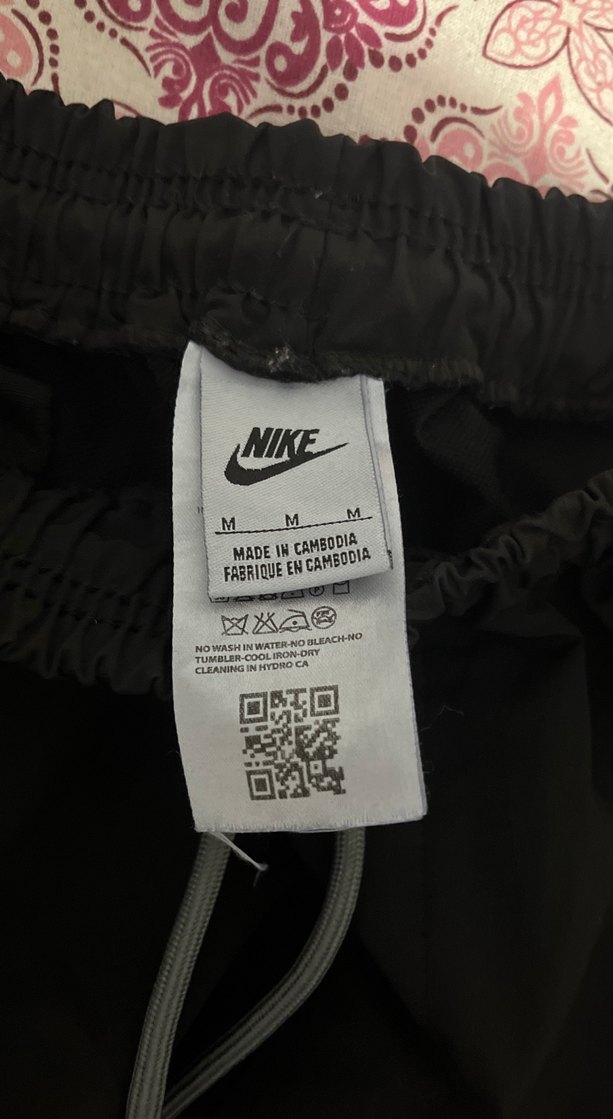 NIKE
M M M
MADE IN CAMBODIA
FABRIQUE EN CAMBODIA
NO WASH IN WATER-NO BLEACH-NO
TUMBLER-COOL IRON-DRY
CLEANING IN HYDRO CA